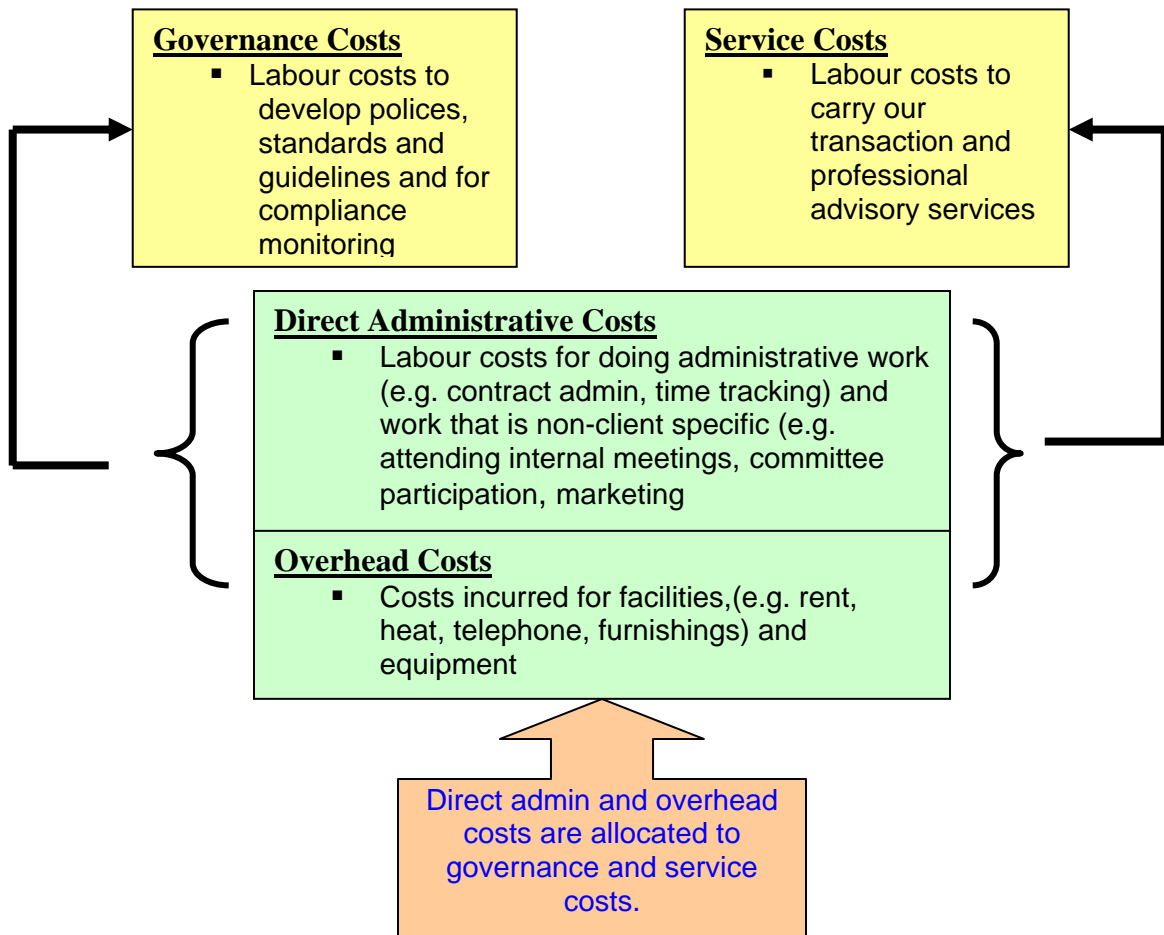 Governance Costs
▪ Labour costs to
develop polices,
standards and
guidelines and for
compliance
monitoring
Service Costs
▪ Labour costs to
carry our
transaction and
professional
advisory services
Direct Administrative Costs
▪ Labour costs for doing administrative work
(e.g. contract admin, time tracking) and
work that is non-client specific (e.g.
attending internal meetings, committee
participation, marketing
Overhead Costs
▪ Costs incurred for facilities,(e.g. rent,
heat, telephone, furnishings) and
equipment
Direct admin and overhead
costs are allocated to
governance and service
costs.